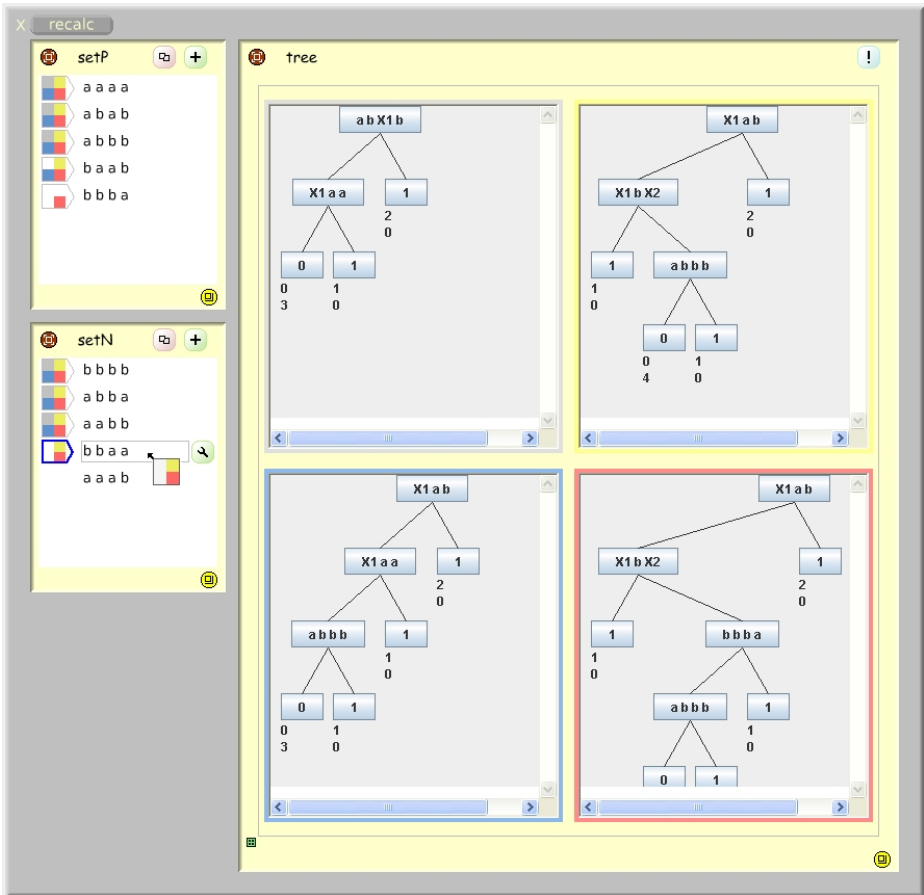 X recalc
setP
a a a a
a b a b
a b b b
b a a b
b b b a
setN
b b b b
a b b a
a a b b
b b a a
a a a b
tree
!
a b X1 b
X1 a a
1
2
0
0
1
0
3
1
0
X1 a b
X1 b X2
1
2
0
1
a b b b
1
0
0
1
0
4
1
0
X1 a b
X1 a a
1
2
0
a b b b
1
1
0
0
1
0
3
1
0
X1 a b
X1 b X2
1
2
0
1
b b b a
1
0
a b b b
1
1
0
0
1